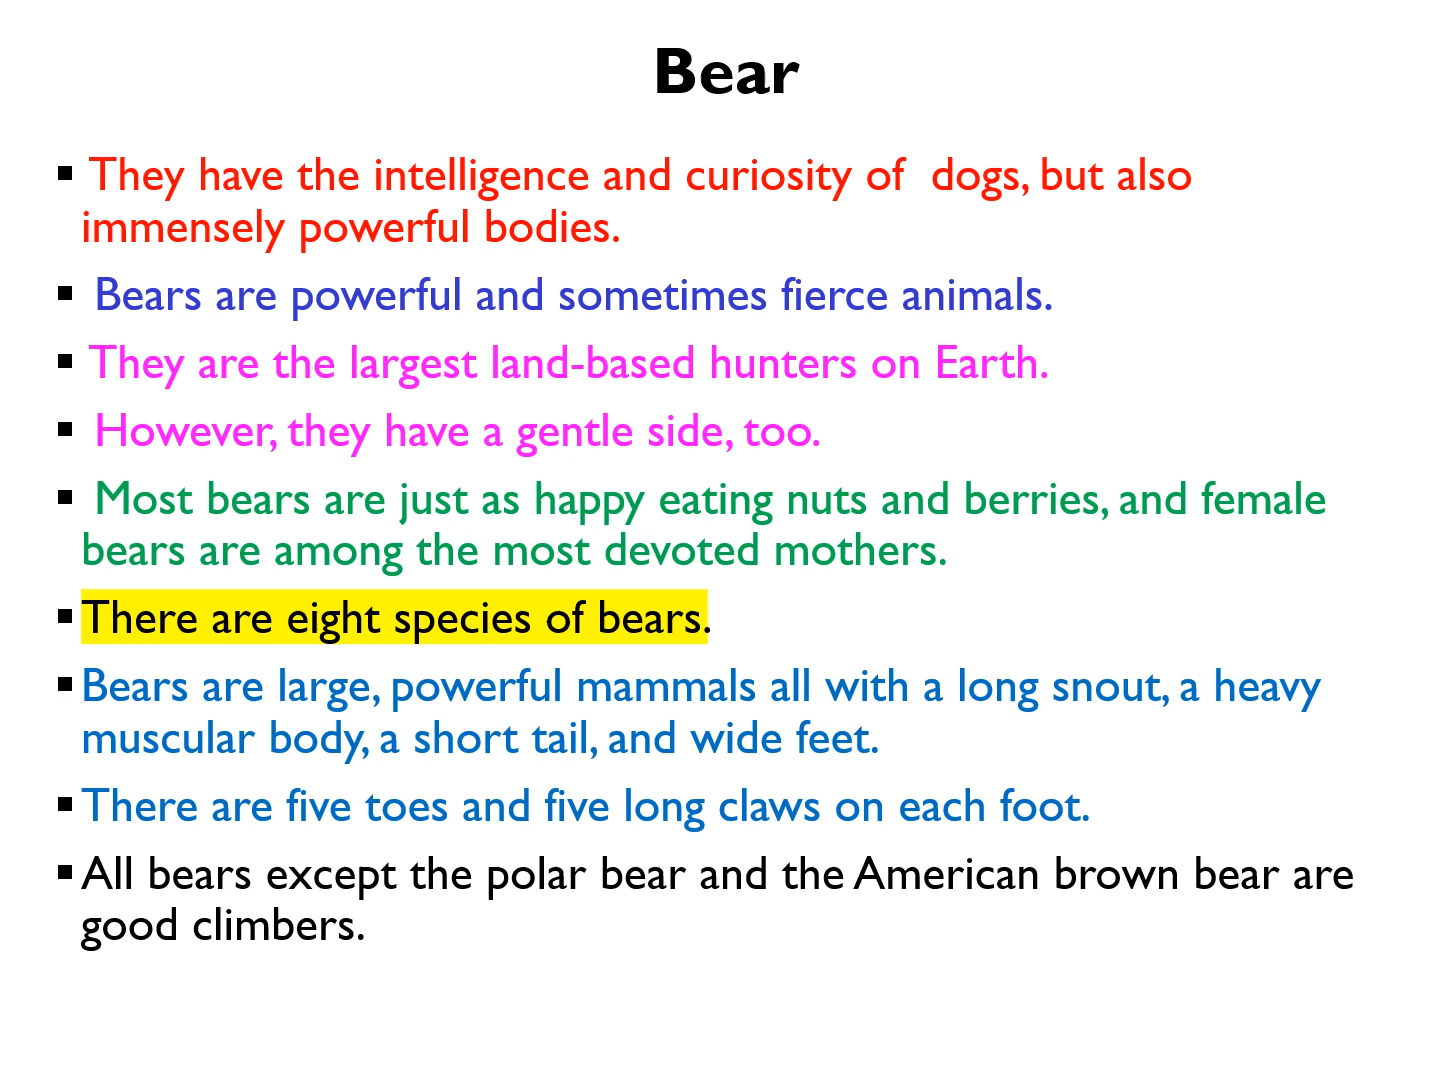 Bear
▪ They have the intelligence and curiosity of  dogs, but also
immensely powerful bodies.
▪ Bears are powerful and sometimes fierce animals.
▪ They are the largest land-based hunters on Earth.
▪ However, they have a gentle side, too.
▪ Most bears are just as happy eating nuts and berries, and female
bears are among the most devoted mothers.
▪ There are eight species of bears.
▪ Bears are large, powerful mammals all with a long snout, a heavy
muscular body, a short tail, and wide feet.
▪ There are five toes and five long claws on each foot.
▪ All bears except the polar bear and the American brown bear are
good climbers.